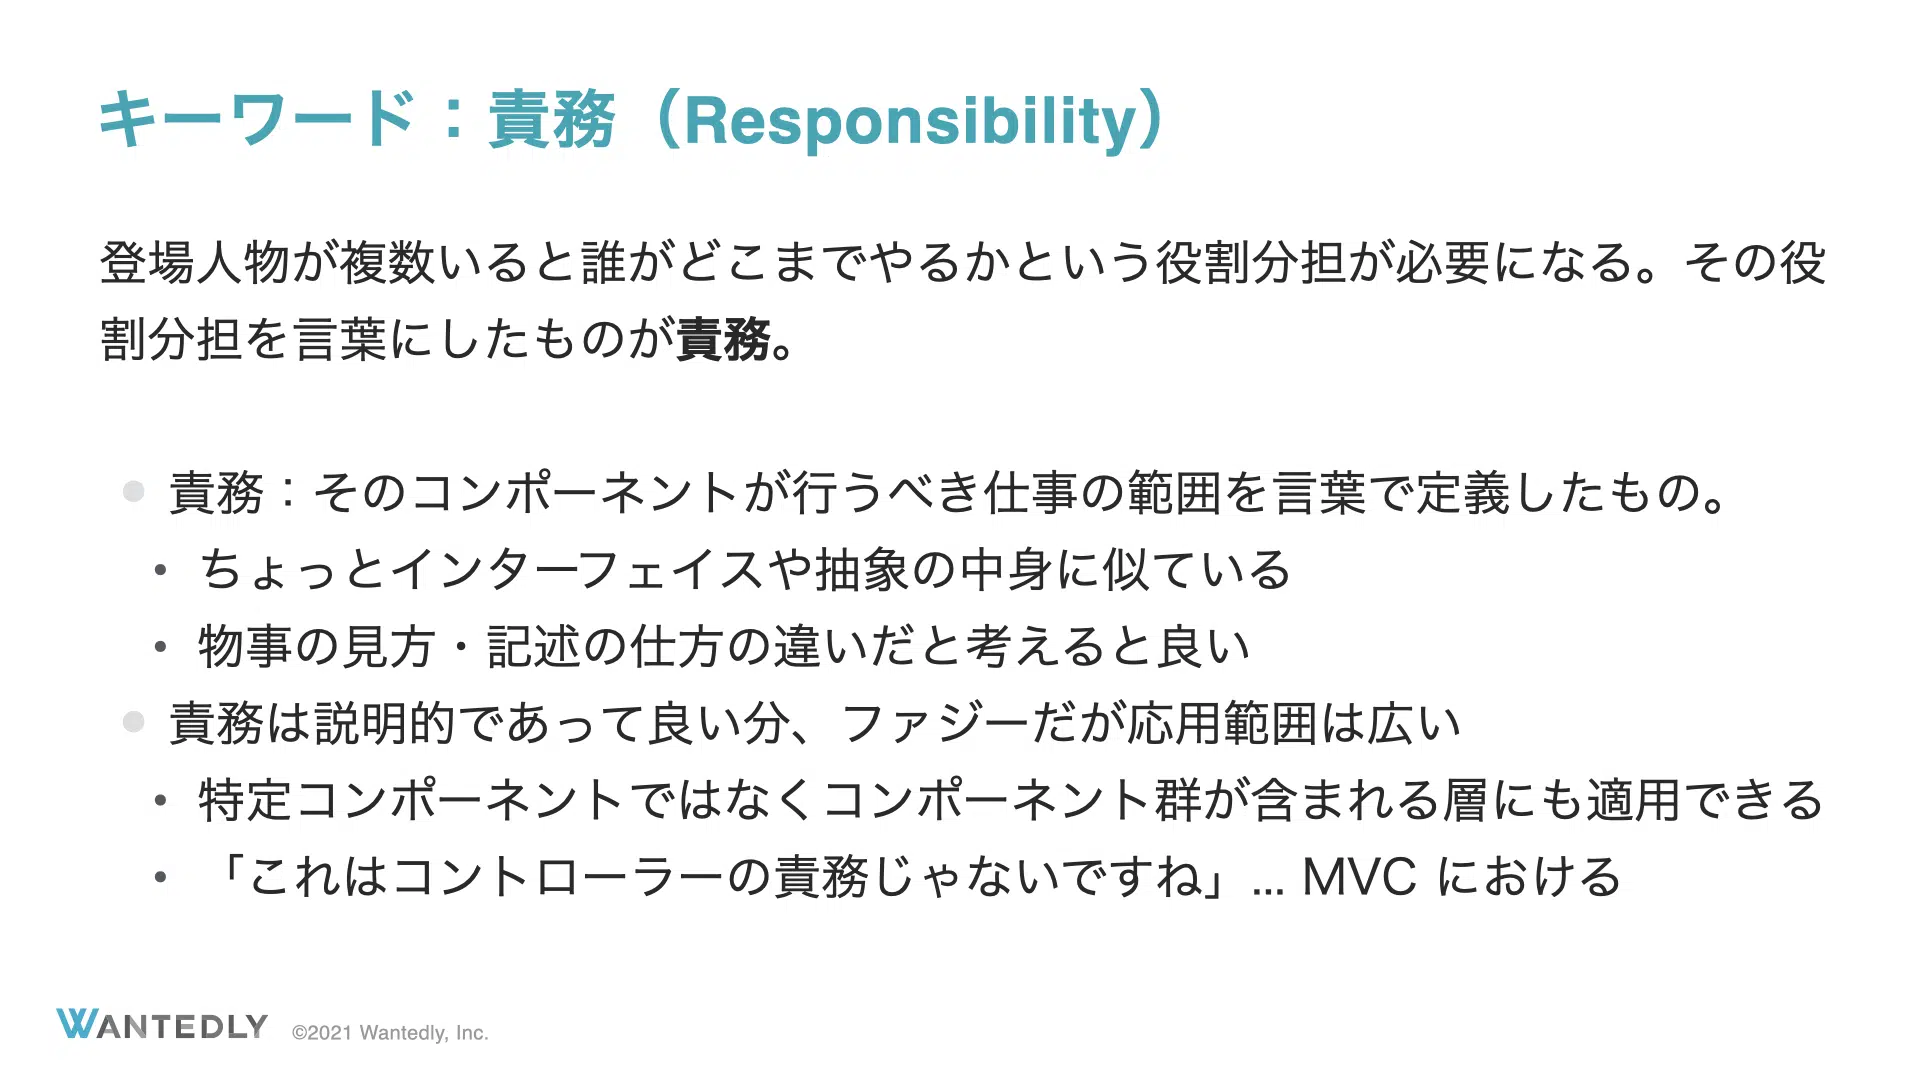 キーワード：責務（Responsibility）
登場人物が複数いると誰がどこまでやるかという役割分担が必要になる。その役
割分担を言葉にしたものが責務。
● 責務：そのコンポーネントが行うべき仕事の範囲を言葉で定義したもの。
• ちょっとインターフェイスや抽象の中身に似ている
• 物事の見方・記述の仕方の違いだと考えると良い
● 責務は説明的であって良い分、ファジーだが応用範囲は広い
• 特定コンポーネントではなくコンポーネント群が含まれる層にも適用できる
• 「これはコントローラーの責務じゃないですね」... MVC における
WANTEDLY ©2021 Wantedly, Inc.